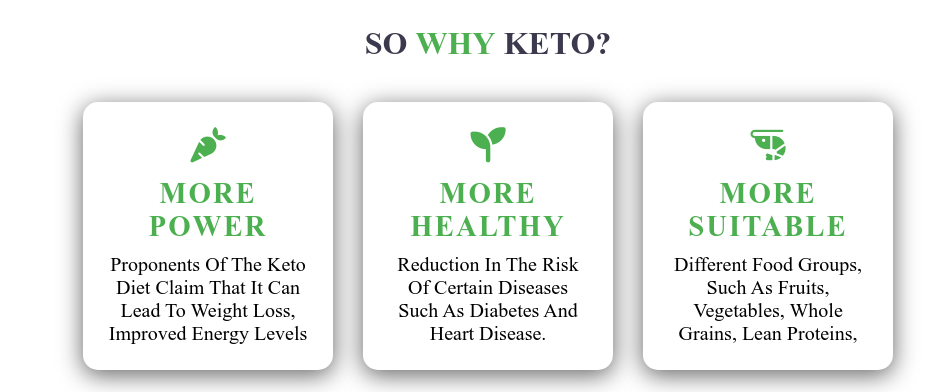 SO WHY KETO?
MORE
POWER
Proponents Of The Keto
Diet Claim That It Can
Lead To Weight Loss,
Improved Energy Levels
MORE
HEALTHY
Reduction In The Risk
Of Certain Diseases
Such As Diabetes And
Heart Disease.
MORE
SUITABLE
Different Food Groups,
Such As Fruits,
Vegetables, Whole
Grains, Lean Proteins,